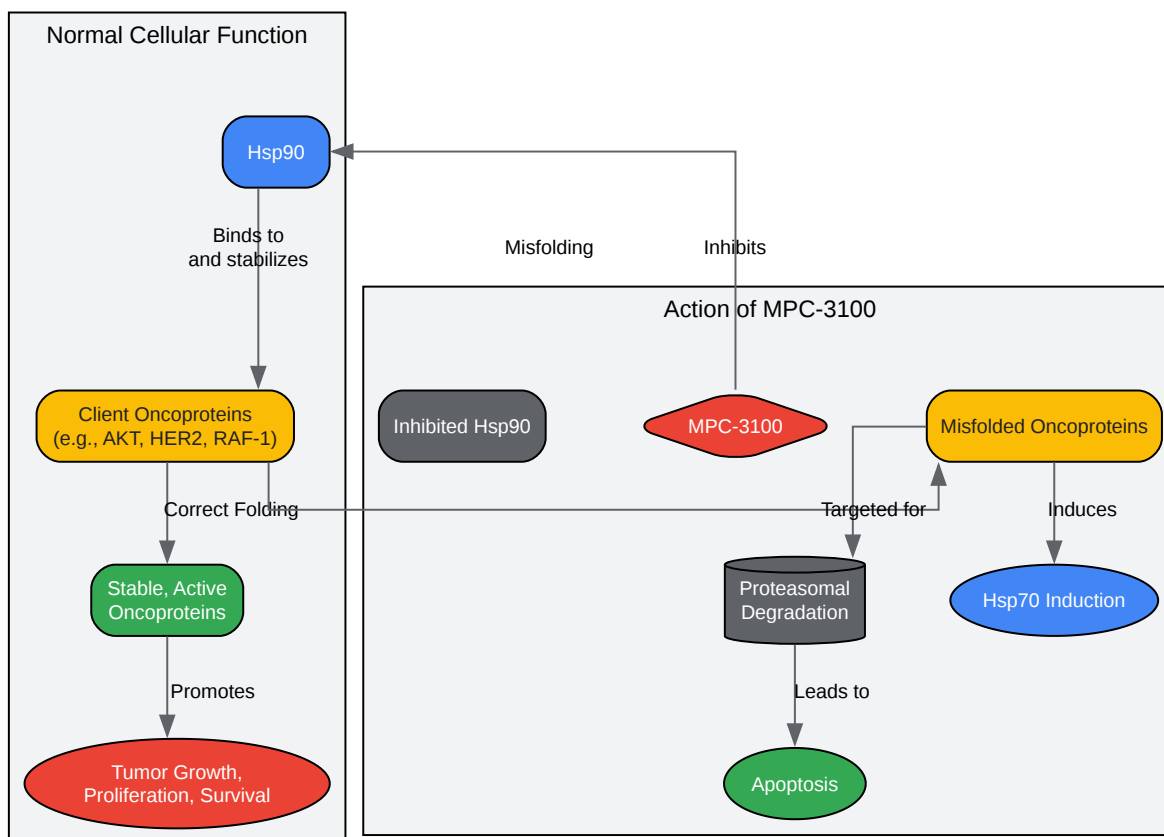 Normal Cellular Function
Hsp90
Binds to
and stabilizes
Misfolding
Inhibits
Action of MPC-3100
Client Oncoproteins
(e.g., AKT, HER2, RAF-1)
Inhibited Hsp90
MPC-3100
Misfolded Oncoproteins
Correct Folding
Targeted for
Induces
Stable, Active
Oncoproteins
Proteasomal
Degradation
Hsp70 Induction
Promotes
Leads to
Tumor Growth,
Proliferation, Survival
Apoptosis